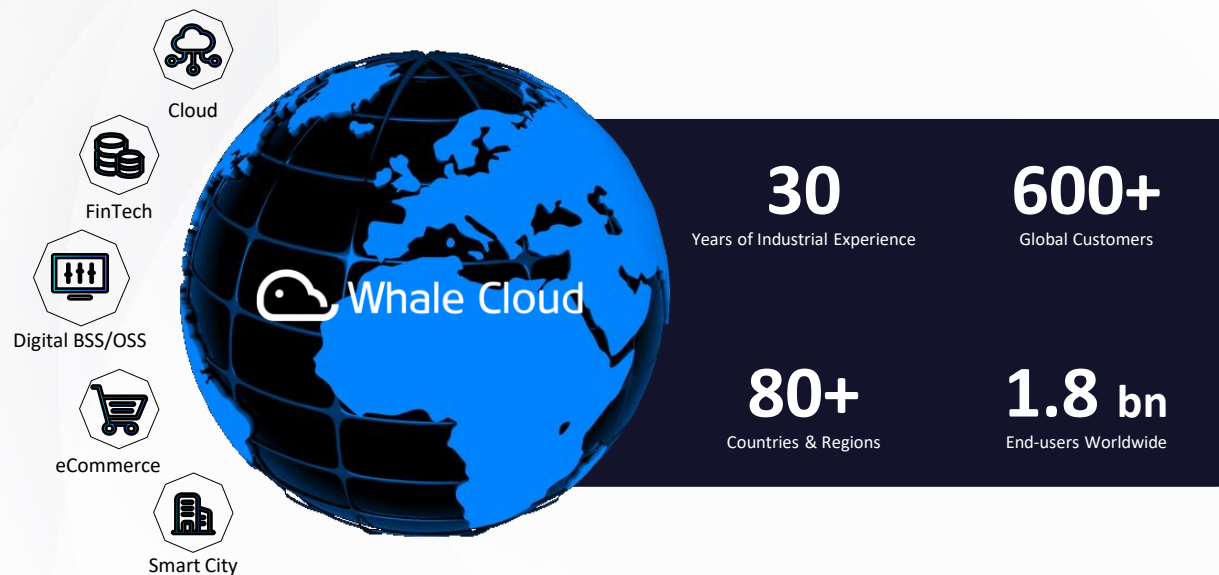 Cloud
FinTech
Digital BSS/OSS
eCommerce
Smart City
Whale Cloud
30
Years of Industrial Experience
600+
Global Customers
80+
Countries & Regions
1.8 bn
End-users Worldwide